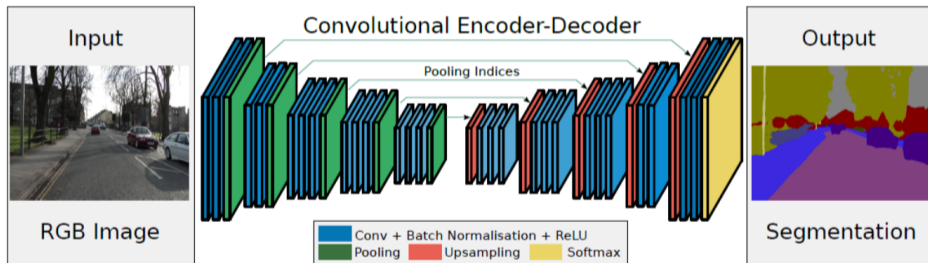 Input
Convolutional Encoder-Decoder
Output
Pooling Indices
RGB Image
Conv + Batch Normalisation + ReLU
Pooling
Upsampling
Softmax
Segmentation